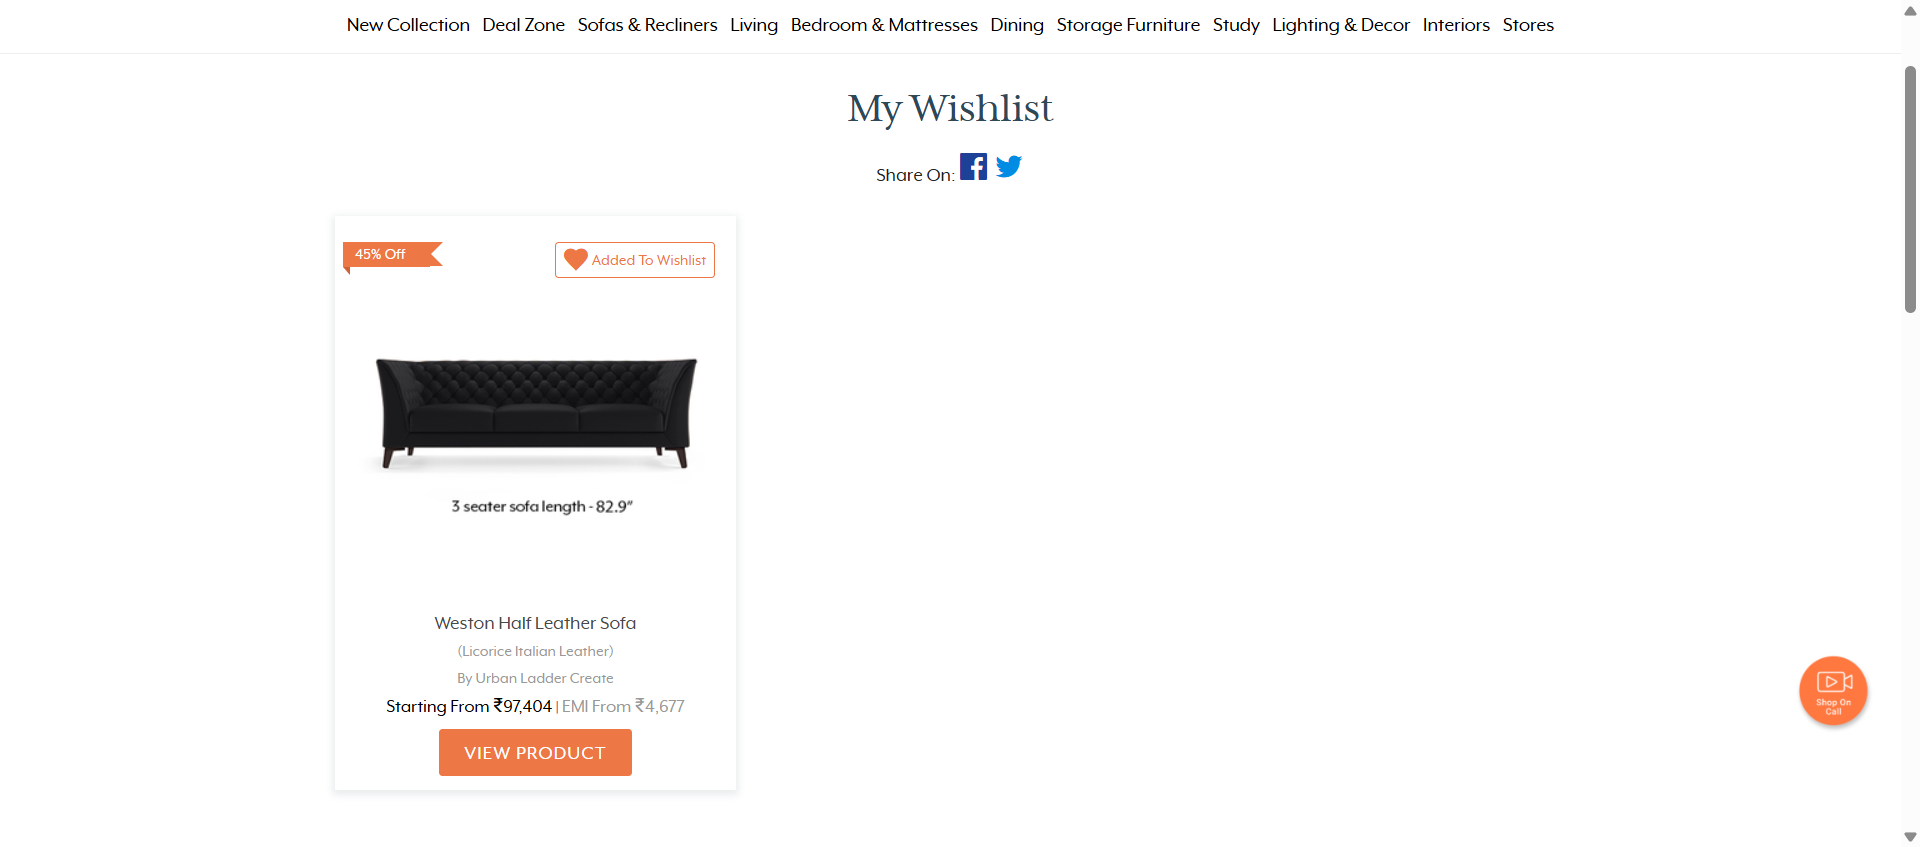 New Collection Deal Zone Sofas & Recliners Living Bedroom & Mattresses Dining Storage Furniture Study Lighting & Decor Interiors Stores
My Wishlist
Share On:
45% Off
Added To Wishlist
3 seater sofa length - 82.9"
Weston Half Leather Sofa
(Licorice Italian Leather)
By Urban Ladder Create
Starting From ₹97,404 | EMI From ₹4,677
VIEW PRODUCT
Shop On
Call